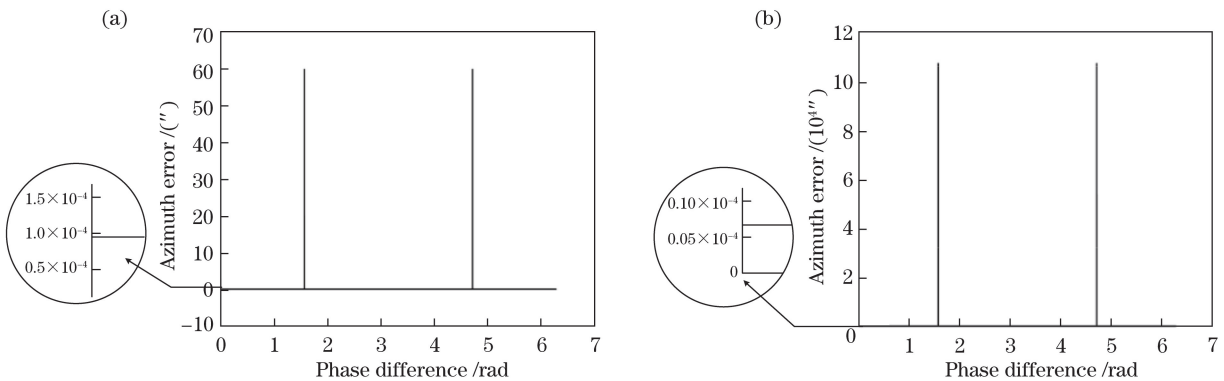 (a)
70
60
50
40
30
20
10
0
−10
0 1 2 3 4 5 6 7
Azimuth error /(″)
Phase difference /rad
1.5×10⁻⁴
1.0×10⁻⁴
0.5×10⁻⁴
(b)
12
10
8
6
4
2
0
1 2 3 4 5 6 7
Azimuth error /(10⁴″)
Phase difference /rad
0.10×10⁻⁴
0.05×10⁻⁴
0